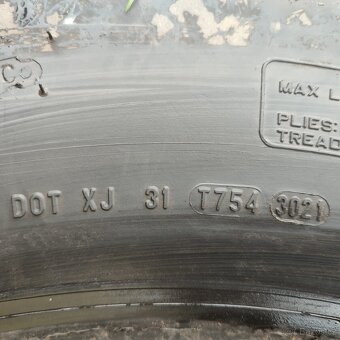 MAX L
PLIES:
TREAD
DOT XJ 31 T754 3021